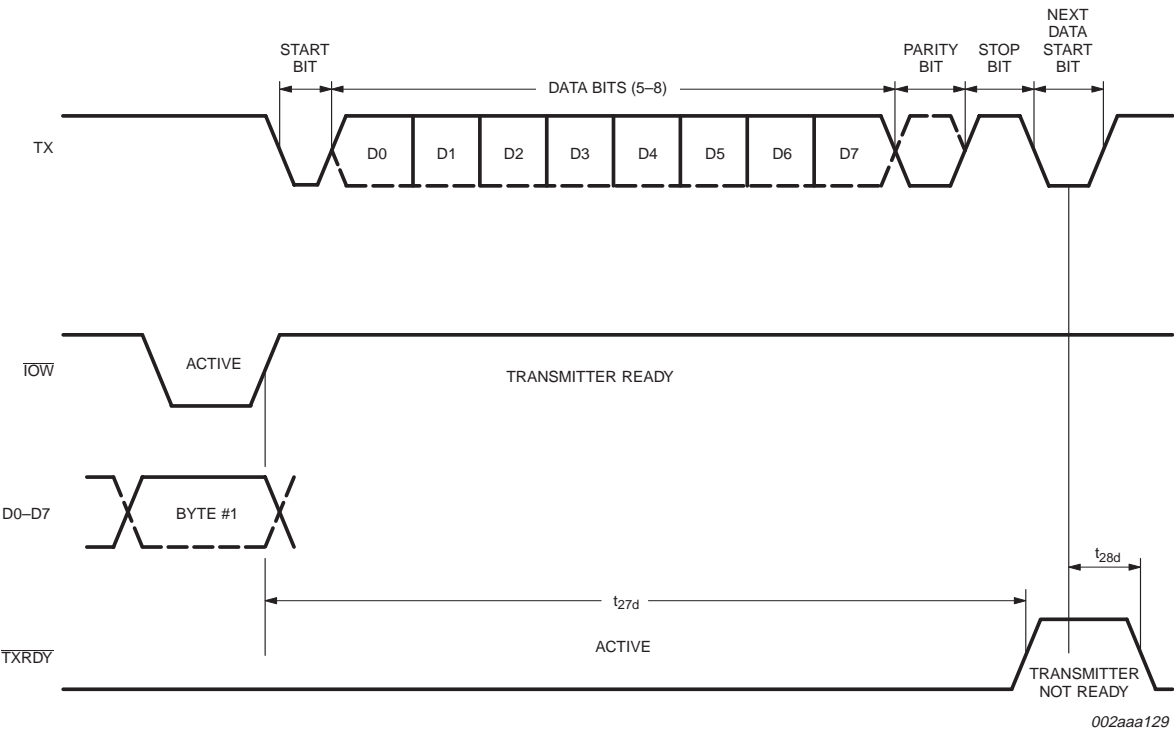 START
BIT
DATA BITS (5–8)
PARITY
BIT
STOP
BIT
NEXT
DATA
START
BIT
TX
D0
D1
D2
D3
D4
D5
D6
D7
IOW
ACTIVE
TRANSMITTER READY
D0–D7
BYTE #1
t28d
t27d
TXRDY
ACTIVE
TRANSMITTER
NOT READY
002aaa129